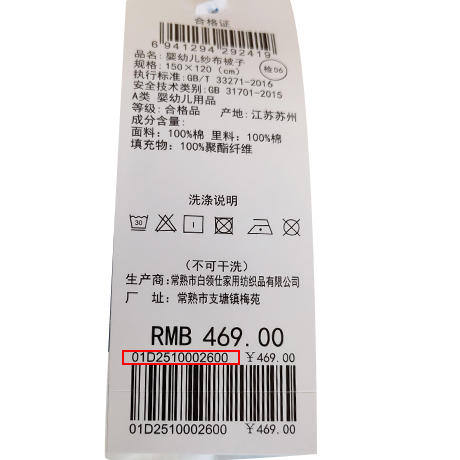 合格证
6 941294 292419
品名: 婴幼儿纱布被子
规格: 150×120 (cm)
检06
执行标准:GB/T 33271-2016
安全技术类别:GB 31701-2015
A类 婴幼儿用品
等级: 合格品 产地: 江苏苏州
成分含量:
面料: 100%棉 里料: 100%棉
填充物: 100%聚酯纤维
洗涤说明
30
(不可干洗)
生产商: 常熟市白领仕家用纺织品有限公司
厂 址: 常熟市支塘镇梅苑
RMB 469.00
01D2510002600 ¥469.00
01D2510002600 ¥469.00